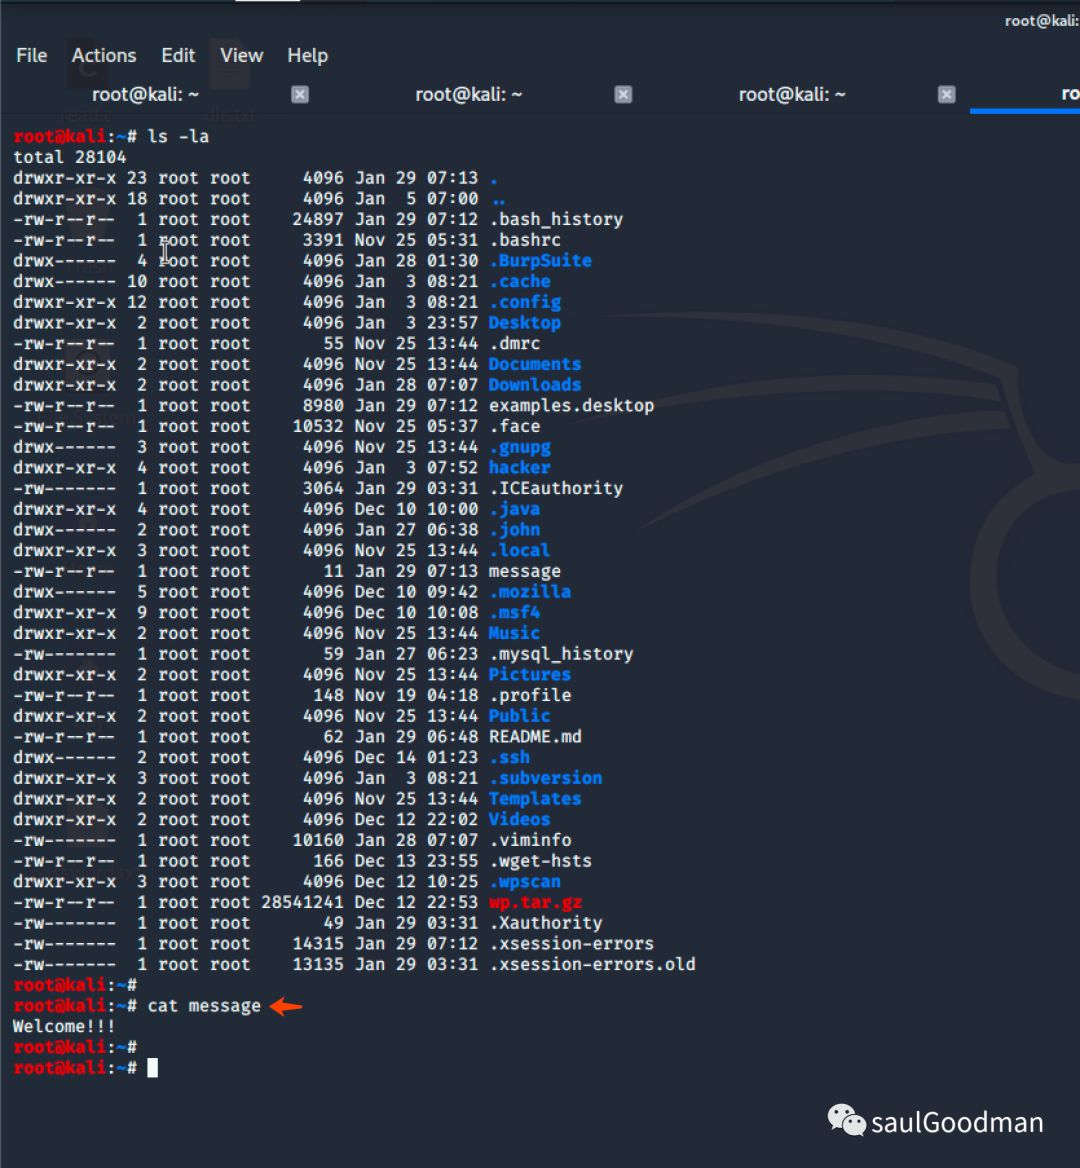 root@kali:
File Actions Edit View Help
root@kali: ~ root@kali: ~ root@kali: ~ ro
root@kali:~# ls -la
total 28104
drwxr-xr-x 23 root root 4096 Jan 29 07:13 .
drwxr-xr-x 18 root root 4096 Jan 5 07:00 ..
-rw-r--r-- 1 root root 24897 Jan 29 07:12 .bash_history
-rw-r--r-- 1 root root 3391 Nov 25 05:31 .bashrc
drwx------ 4 root root 4096 Jan 28 01:30 .BurpSuite
drwx------ 10 root root 4096 Jan 3 08:21 .cache
drwxr-xr-x 12 root root 4096 Jan 3 08:21 .config
drwxr-xr-x 2 root root 4096 Jan 3 23:57 Desktop
-rw-r--r-- 1 root root 55 Nov 25 13:44 .dmrc
drwxr-xr-x 2 root root 4096 Nov 25 13:44 Documents
drwxr-xr-x 2 root root 4096 Jan 28 07:07 Downloads
-rw-r--r-- 1 root root 8980 Jan 29 07:12 examples.desktop
-rw-r--r-- 1 root root 10532 Nov 25 05:37 .face
drwx------ 3 root root 4096 Nov 25 13:44 .gnupg
drwxr-xr-x 4 root root 4096 Jan 3 07:52 hacker
-rw------- 1 root root 3064 Jan 29 03:31 .ICEauthority
drwxr-xr-x 4 root root 4096 Dec 10 10:00 .java
drwx------ 2 root root 4096 Jan 27 06:38 .john
drwxr-xr-x 3 root root 4096 Nov 25 13:44 .local
-rw-r--r-- 1 root root 11 Jan 29 07:13 message
drwx------ 5 root root 4096 Dec 10 09:42 .mozilla
drwxr-xr-x 9 root root 4096 Dec 10 10:08 .msf4
drwxr-xr-x 2 root root 4096 Nov 25 13:44 Music
-rw------- 1 root root 59 Jan 27 06:23 .mysql_history
drwxr-xr-x 2 root root 4096 Nov 25 13:44 Pictures
-rw-r--r-- 1 root root 148 Nov 19 04:18 .profile
drwxr-xr-x 2 root root 4096 Nov 25 13:44 Public
-rw-r--r-- 1 root root 62 Jan 29 06:48 README.md
drwx------ 2 root root 4096 Dec 14 01:23 .ssh
drwxr-xr-x 3 root root 4096 Jan 3 08:21 .subversion
drwxr-xr-x 2 root root 4096 Nov 25 13:44 Templates
drwxr-xr-x 2 root root 4096 Dec 12 22:02 Videos
-rw------- 1 root root 10160 Jan 28 07:07 .viminfo
-rw-r--r-- 1 root root 166 Dec 13 23:55 .wget-hsts
drwxr-xr-x 3 root root 4096 Dec 12 10:25 .wpscan
-rw-r--r-- 1 root root 28541241 Dec 12 22:53 wp.tar.gz
-rw------- 1 root root 49 Jan 29 03:31 .Xauthority
-rw------- 1 root root 14315 Jan 29 07:12 .xsession-errors
-rw------- 1 root root 13135 Jan 29 03:31 .xsession-errors.old
root@kali:~#
root@kali:~# cat message
Welcome!!!
root@kali:~#
root@kali:~#
saulGoodman